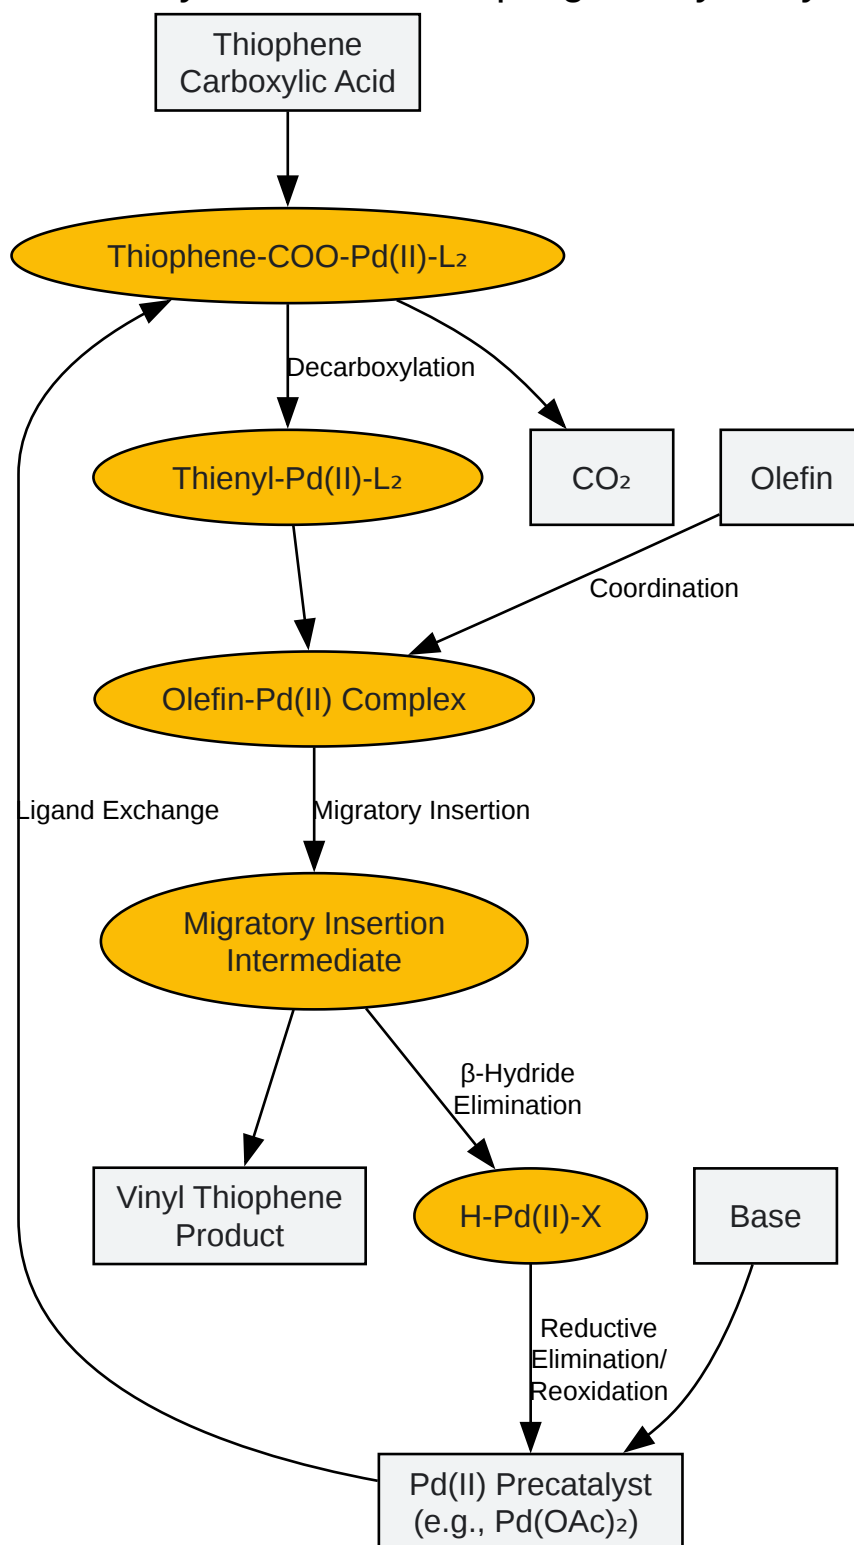 Thiophene
Carboxylic Acid
Thiophene-COO-Pd(II)-L₂
Decarboxylation
Thienyl-Pd(II)-L₂
CO₂
Olefin
Coordination
Olefin-Pd(II) Complex
Ligand Exchange
Migratory Insertion
Migratory Insertion
Intermediate
β-Hydride
Elimination
Vinyl Thiophene
Product
H-Pd(II)-X
Base
Reductive
Elimination/
Reoxidation
Pd(II) Precatalyst
(e.g., Pd(OAc)₂)